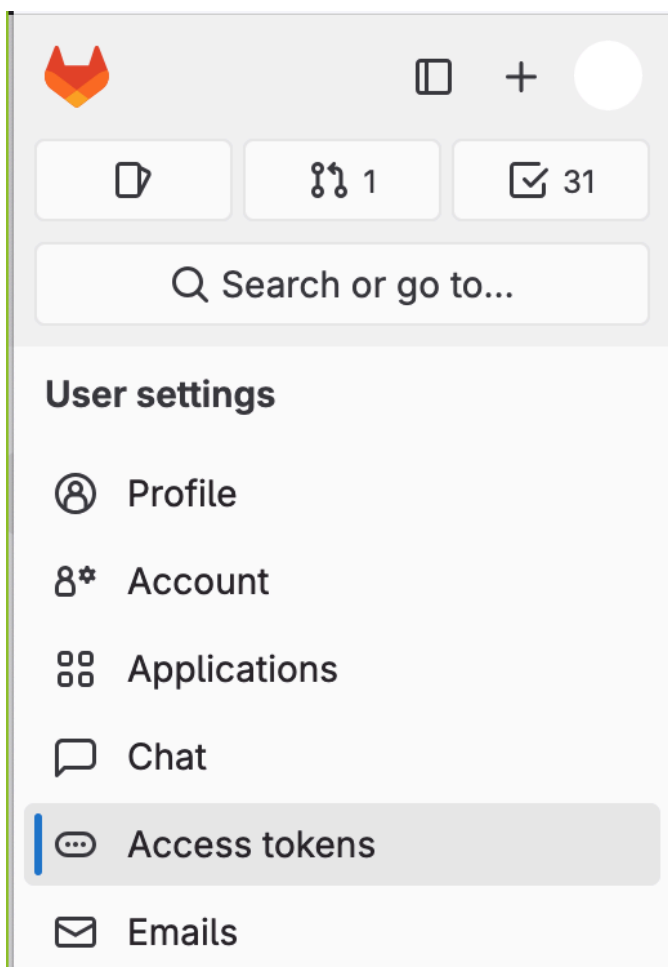 1
31
Search or go to...
User settings
Profile
Account
Applications
Chat
Access tokens
Emails